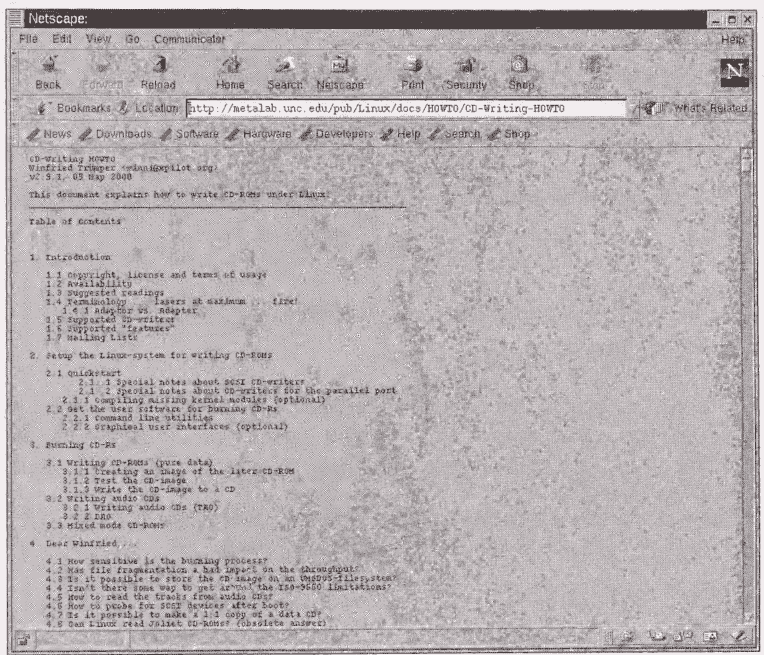 Netscape:
File Edit View Go Communicator Help
Back Forward Reload Home Search Netscape Print Security Shop Stop
Bookmarks Location: http://metalab.unc.edu/pub/Linux/docs/HOWTO/CD-Writing-HOWTO What's Related
News Downloads Software Hardware Developers Help Search Shop
CD-Writing HOWTO
Winfried Trümper <winni@xpilot.org>
v2.9.1, 05 2000
This document explains how to write CD-ROMs under Linux.
Table of Contents
1. Introduction
1.1 Copyright, license and terms of usage
1.2 Availability
1.3 Suggested readings
1.4 Terminology ... lasers at maximum ... fire!
1.4.1 Adaptor vs. Adapter
1.5 Supported CD-writers
1.6 Supported "features"
1.7 Mailing Lists
2. Setup the Linux-system for writing CD-ROMs
2.1 Quickstart
2.1. 1 Special notes about SCSI CD-writers
2.1. 2 Special notes about CD-writers for the parallel port
2.1.1 Compiling missing kernel modules (optional)
2.2 Get the user software for burning CD-Rs
2.2.1 Command line utilities
2.2.2 Graphical user interfaces (optional)
3. Burning CD-Rs
3.1 Writing CD-ROMs (pure data)
3.1.1 Creating an image of the later CD-ROM
3.1.2 Test the CD-image
3.1.3 Write the CD-image to a CD
3.2 Writing audio CDs
3.2.1 Writing audio CDs (TAO)
3.2.2 DAO
3.3 Mixed mode CD-ROMs
4. Dear Winfried,...
4.1 How sensitive is the burning process?
4.2 Has file fragmentation a bad impact on the throughput?
4.3 Is it possible to store the CD-image on an UMSDOS-filesystem?
4.4 Isn't there some way to get around the ISO-9660 limitations?
4.5 How to read the tracks from audio CDs?
4.6 How to probe for SCSI devices after boot?
4.7 Is it possible to make a 1:1 copy of a data CD?
4.8 Can Linux read Joliet CD-ROMs? (obsolete answer)